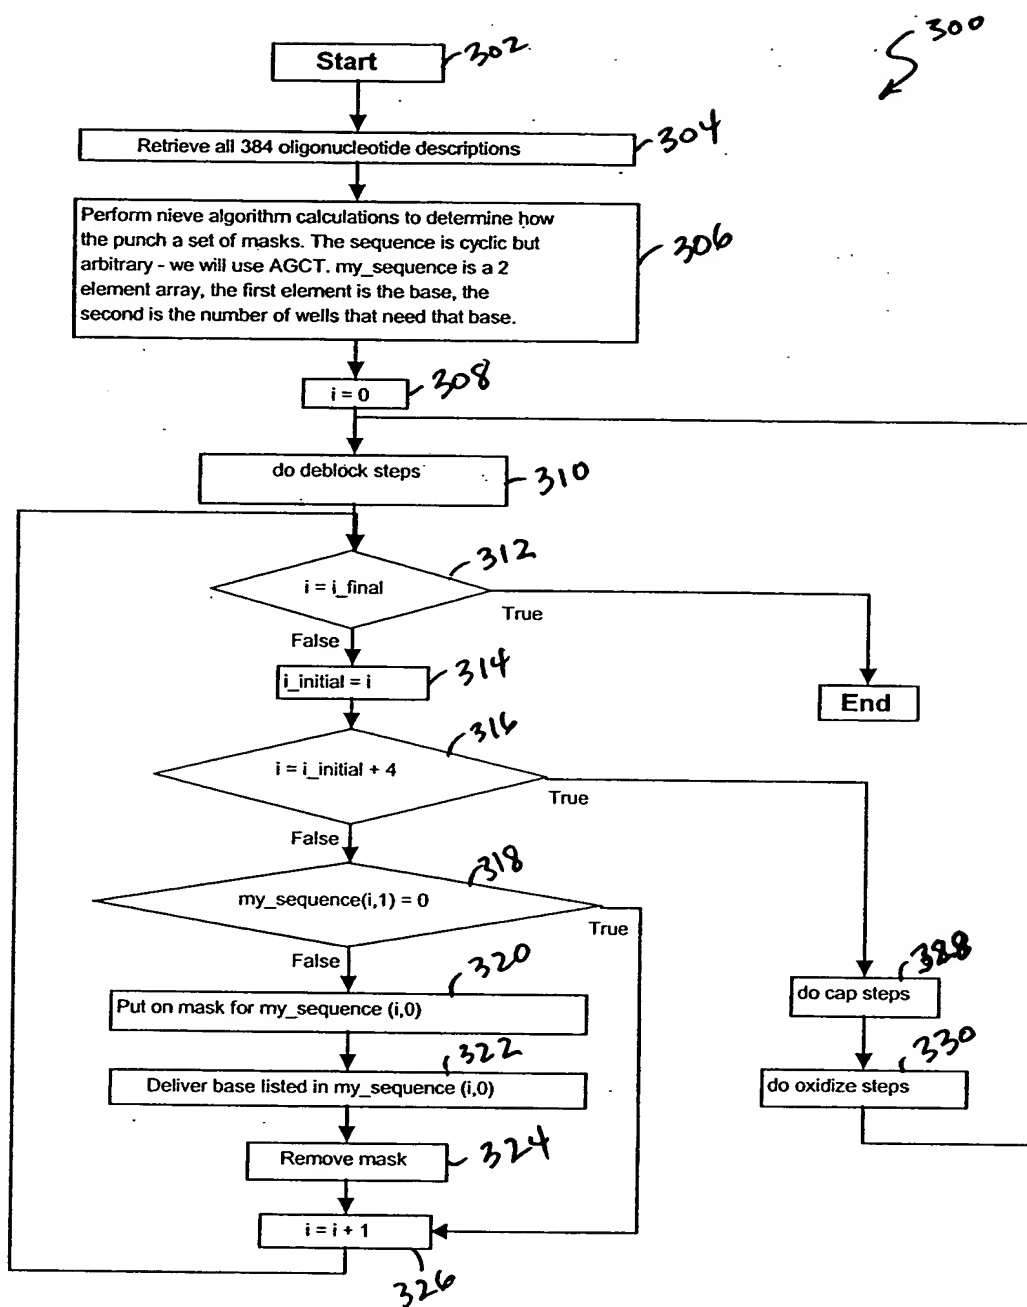 300
Start
302
Retrieve all 384 oligonucleotide descriptions
304
Perform nieve algorithm calculations to determine how
the punch a set of masks. The sequence is cyclic but
arbitrary - we will use AGCT. my_sequence is a 2
element array, the first element is the base, the
second is the number of wells that need that base.
306
i = 0
308
do deblock steps
310
i = i_final
312
True
False
i_initial = i
314
End
i = i_initial + 4
316
True
False
my_sequence(i,1) = 0
318
True
False
Put on mask for my_sequence (i,0)
320
do cap steps
388
Deliver base listed in my_sequence (i,0)
322
do oxidize steps
330
Remove mask
324
i = i + 1
326